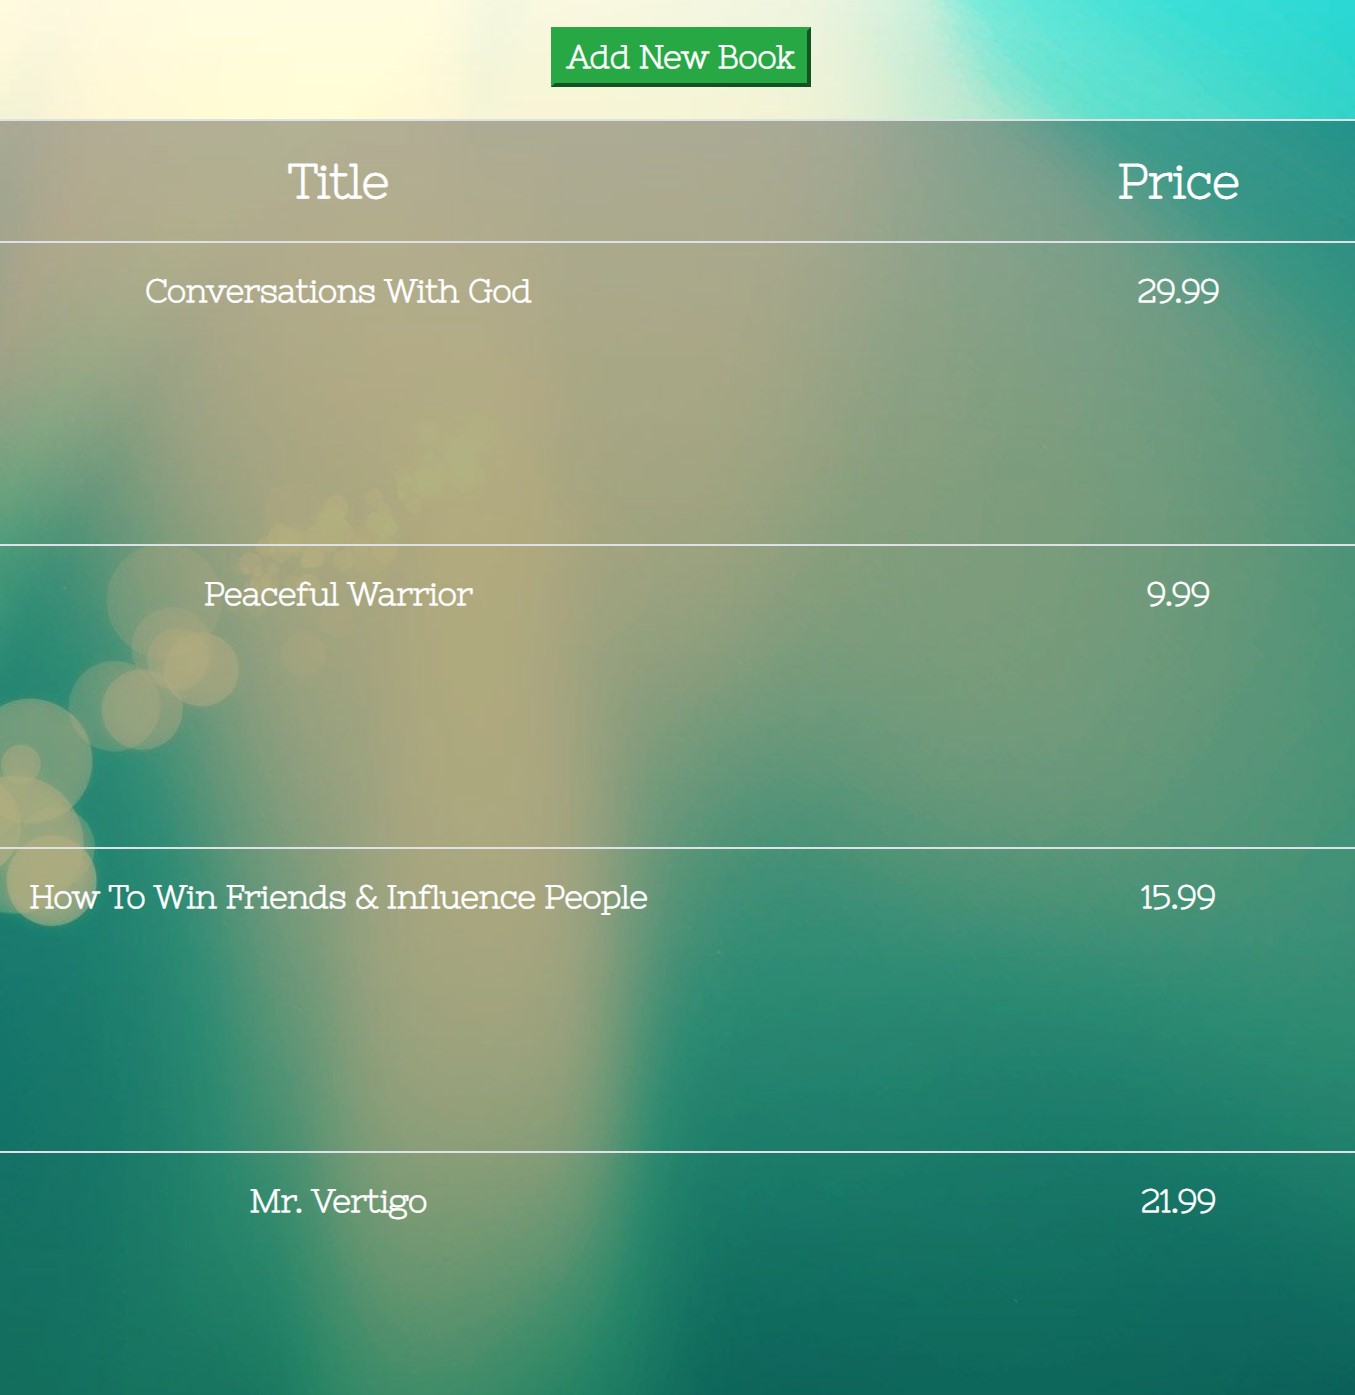 Add New Book
Title Price
Conversations With God 29.99
Peaceful Warrior 9.99
How To Win Friends & Influence People 15.99
Mr. Vertigo 21.99